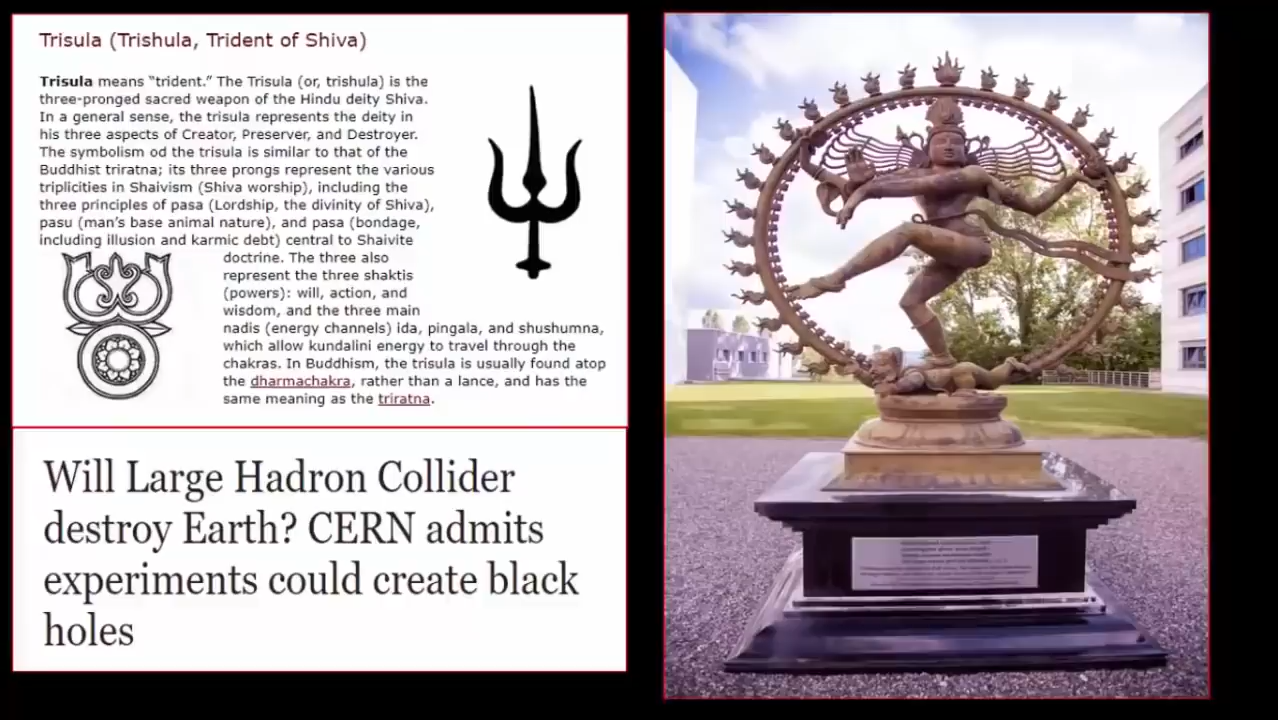 Trisula (Trishula, Trident of Shiva)
Trisula means “trident.” The Trisula (or, trishula) is the
three-pronged sacred weapon of the Hindu deity Shiva.
In a general sense, the trisula represents the deity in
his three aspects of Creator, Preserver, and Destroyer.
The symbolism od the trisula is similar to that of the
Buddhist triratna; its three prongs represent the various
triplicities in Shaivism (Shiva worship), including the
three principles of pasa (Lordship, the divinity of Shiva),
pasu (man’s base animal nature), and pasa (bondage,
including illusion and karmic debt) central to Shaivite
doctrine. The three also
represent the three shaktis
(powers): will, action, and
wisdom, and the three main
nadis (energy channels) ida, pingala, and shushumna,
which allow kundalini energy to travel through the
chakras. In Buddhism, the trisula is usually found atop
the dharmachakra, rather than a lance, and has the
same meaning as the triratna.
Will Large Hadron Collider
destroy Earth? CERN admits
experiments could create black
holes